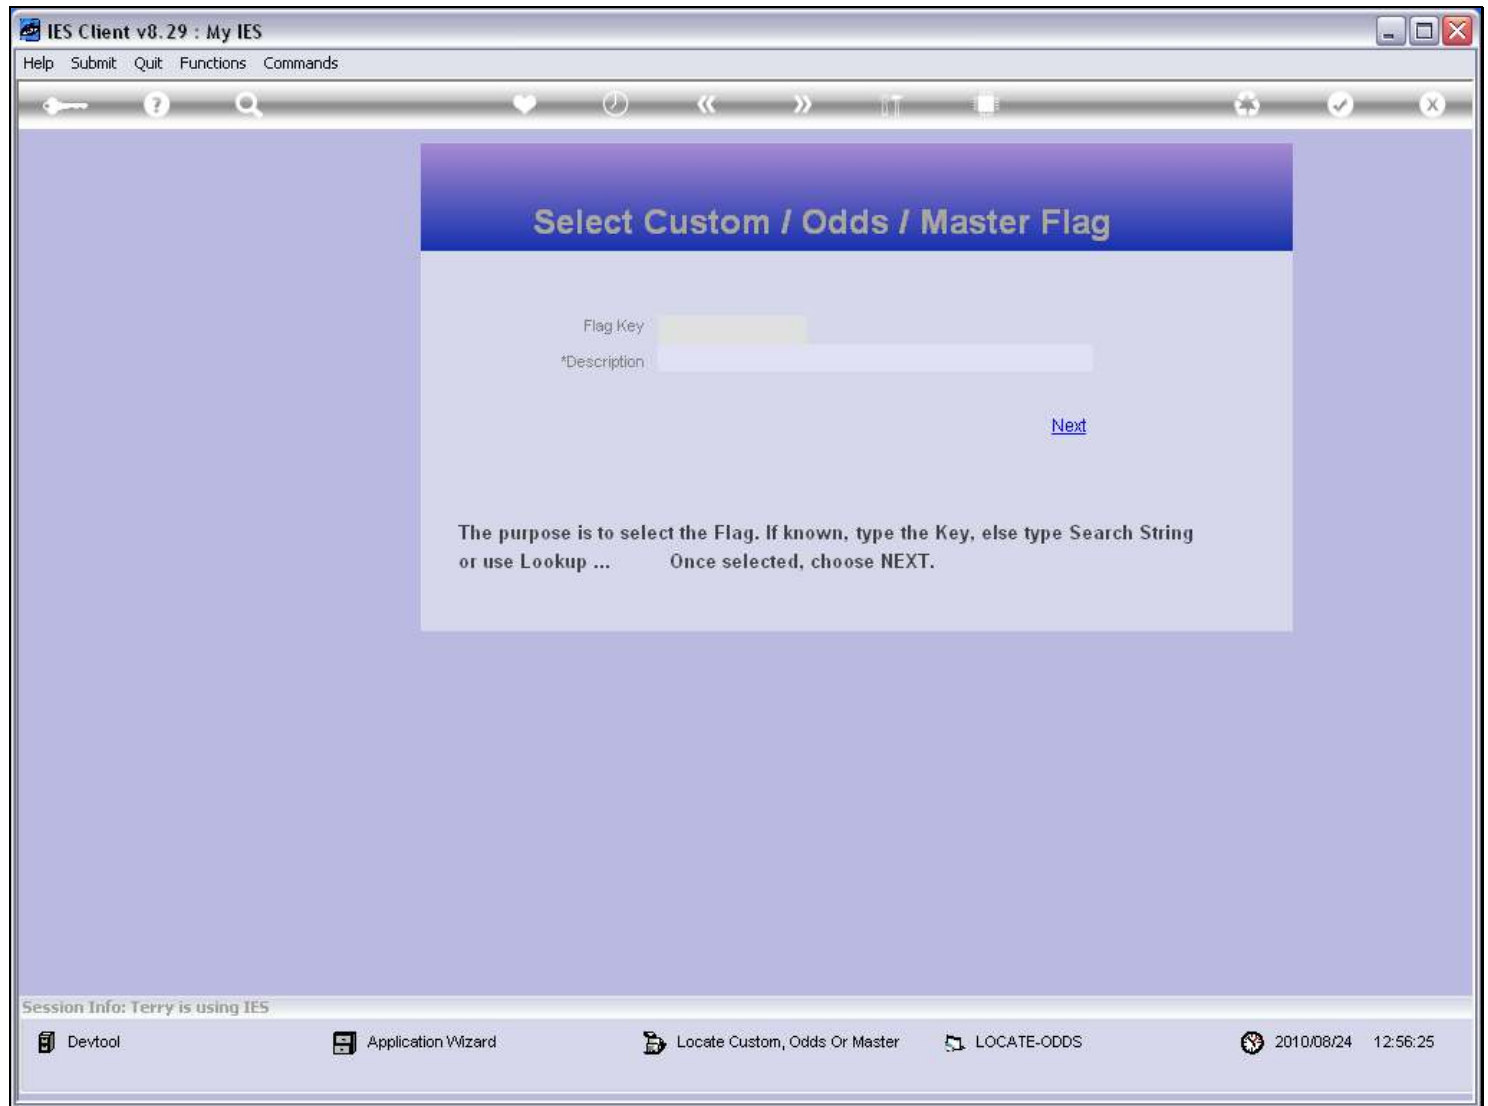 IES Client v8.29 : My IES
Help Submit Quit Functions Commands
Select Custom / Odds / Master Flag
Flag Key
*Description
Next
The purpose is to select the Flag. If known, type the Key, else type Search String
or use Lookup ... Once selected, choose NEXT.
Session Info: Terry is using IES
Devtool Application Wizard Locate Custom, Odds Or Master LOCATE-ODDS 2010/08/24 12:56:25